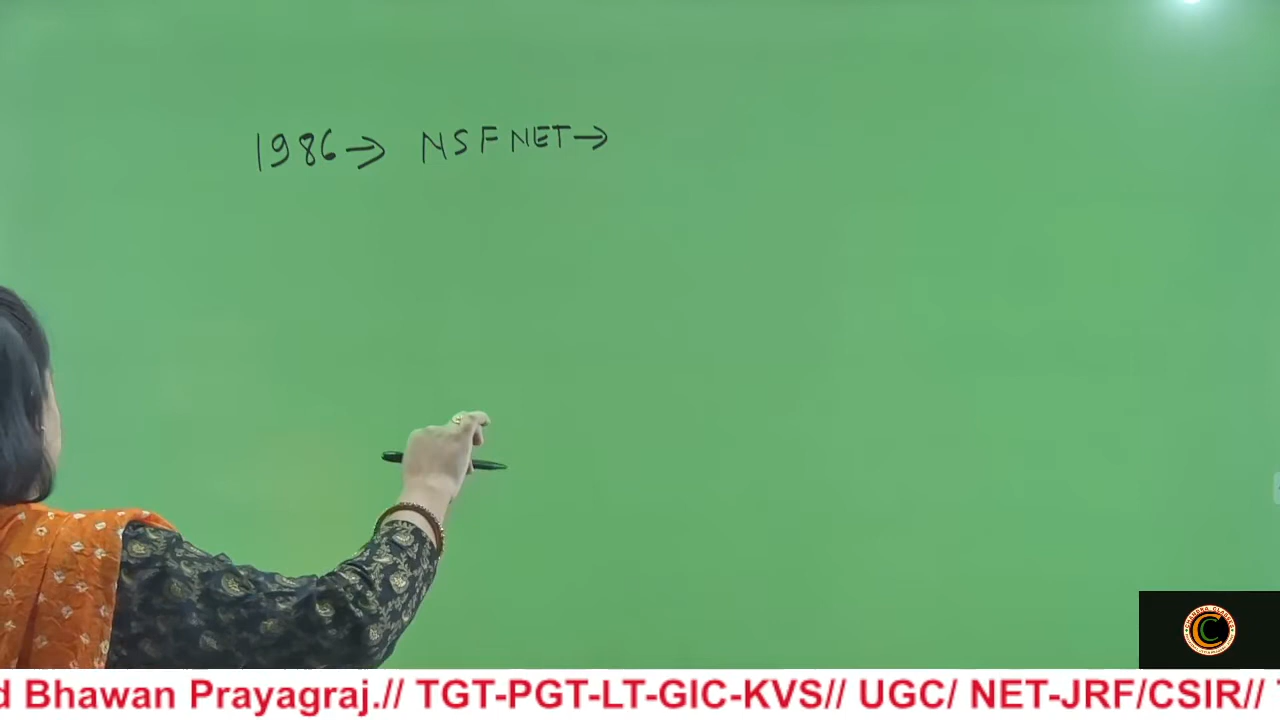 1986→ NSFNET→
d Bhawan Prayagraj.// TGT-PGT-LT-GIC-KVS// UGC/ NET-JRF/CSIR//